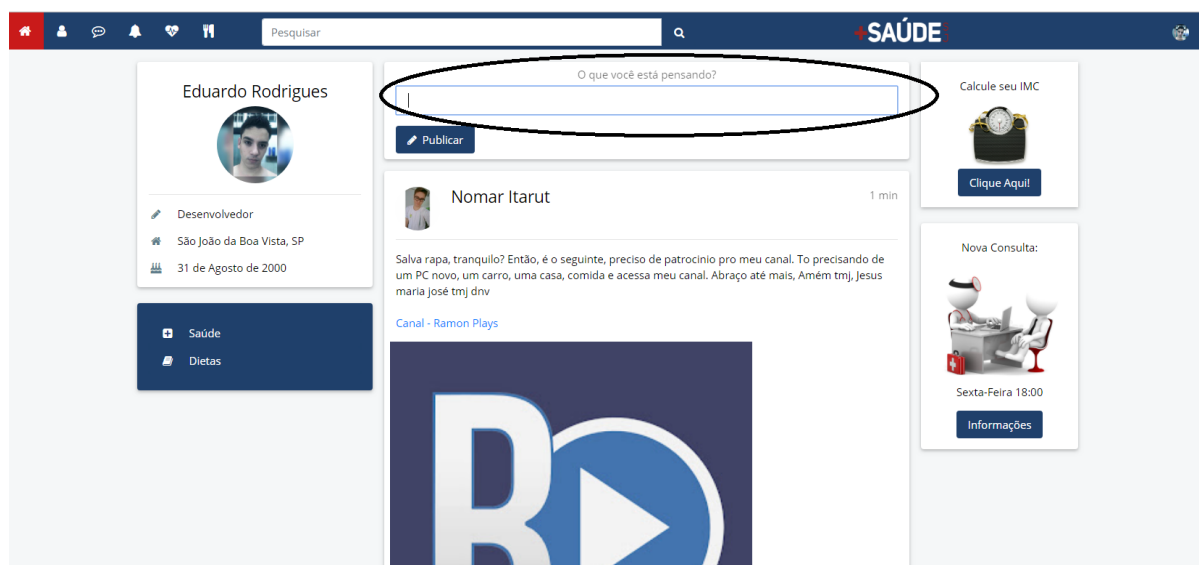 Pesquisar
+SAÚDE+
Eduardo Rodrigues
Desenvolvedor
São João da Boa Vista, SP
31 de Agosto de 2000
Saúde
Dietas
O que você está pensando?
Publicar
Nomar Itarut
1 min
Salva rapa, tranquilo? Então, é o seguinte, preciso de patrocinio pro meu canal. To precisando de
um PC novo, um carro, uma casa, comida e acessa meu canal. Abraço até mais, Amém tmj, Jesus
maria josé tmj dnv
Canal - Ramon Plays
Calcule seu IMC
Clique Aqui!
Nova Consulta:
Sexta-Feira 18:00
Informações